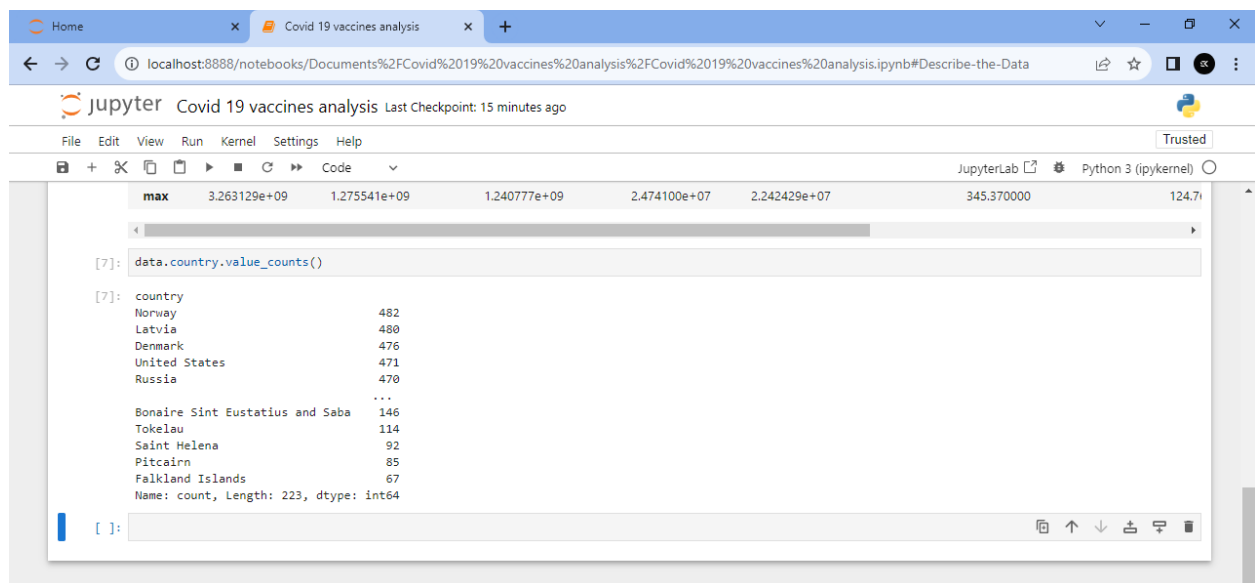 Home
Covid 19 vaccines analysis
localhost:8888/notebooks/Documents%2FCovid%2019%20vaccines%20analysis%2FCovid%2019%20vaccines%20analysis.ipynb#Describe-the-Data
jupyter Covid 19 vaccines analysis Last Checkpoint: 15 minutes ago
File Edit View Run Kernel Settings Help Trusted
Code JupyterLab Python 3 (ipykernel)
max 3.263129e+09 1.275541e+09 1.240777e+09 2.474100e+07 2.242429e+07 345.370000
[7]: data.country.value_counts()
[7]: country
Norway 482
Latvia 480
Denmark 476
United States 471
Russia 470
...
Bonaire Sint Eustatius and Saba 146
Tokelau 114
Saint Helena 92
Pitcairn 85
Falkland Islands 67
Name: count, Length: 223, dtype: int64
[ ]: